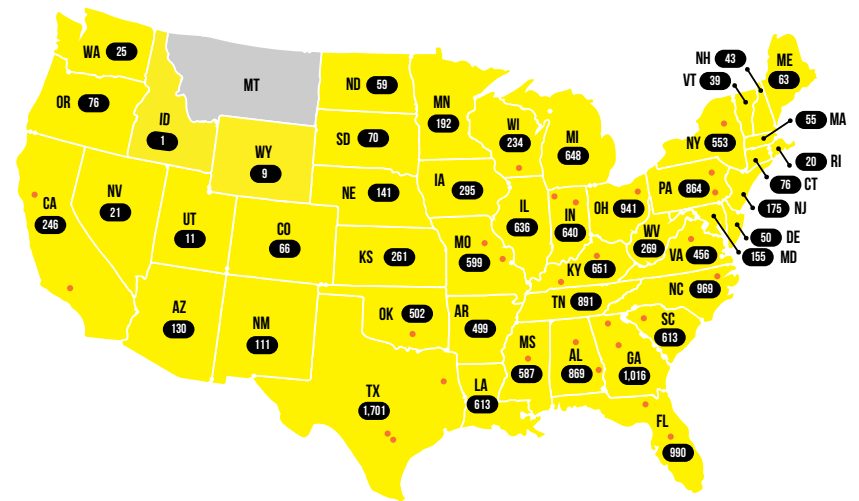 WA 25
MT
ND 59
MN
192
NH 43
VT 39
ME
63
OR 76
ID
1
SD 70
WI
234
MI
648
NY 553
55 MA
20 RI
WY
9
IA
295
PA 864
76 CT
CA
246
NV
21
NE 141
IL
636
IN
640
OH 941
175 NJ
UT
11
CO
66
KS 261
MO
599
WV
269
VA 456
50 DE
155 MD
KY 651
NC 969
AZ
130
NM
111
OK 502
AR
499
TN 891
SC
613
MS
587
AL
869
GA
1,016
TX
1,701
LA
613
FL
990